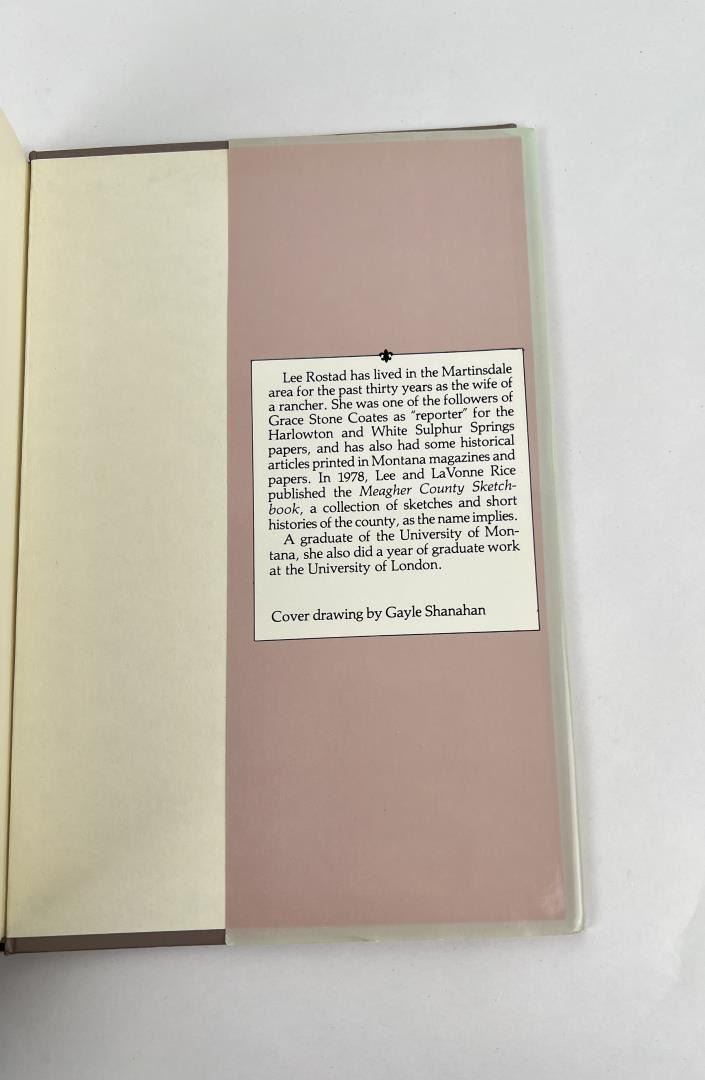 Lee Rostad has lived in the Martinsdale
area for the past thirty years as the wife of
a rancher. She was one of the followers of
Grace Stone Coates as "reporter" for the
Harlowton and White Sulphur Springs
papers, and has also had some historical
articles printed in Montana magazines and
papers. In 1978, Lee and LaVonne Rice
published the Meagher County Sketch-
book, a collection of sketches and short
histories of the county, as the name implies.
A graduate of the University of Mon-
tana, she also did a year of graduate work
at the University of London.
Cover drawing by Gayle Shanahan